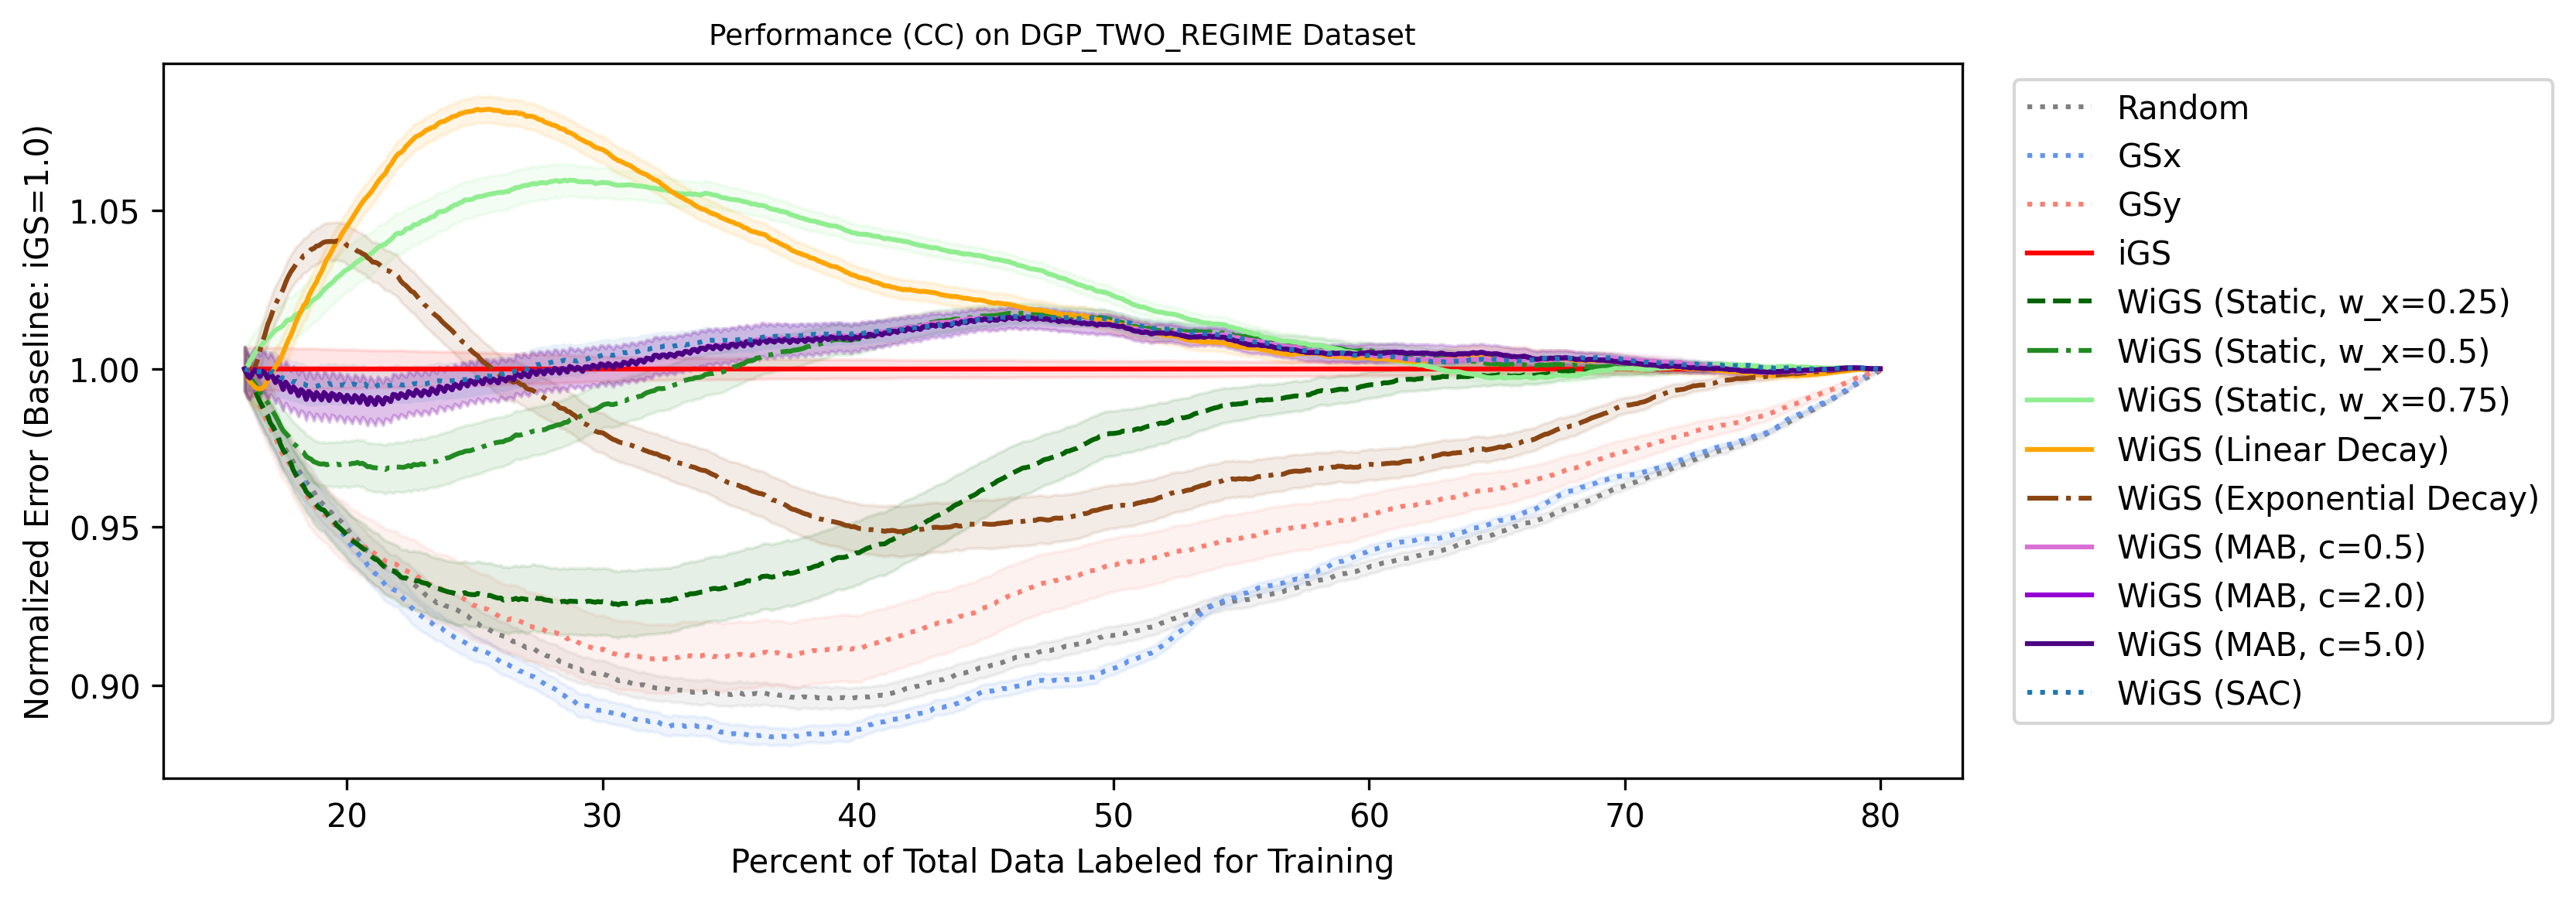 Performance (CC) on DGP_TWO_REGIME Dataset
Normalized Error (Baseline: iGS=1.0)
1.05
1.00
0.95
0.90
20 30 40 50 60 70 80
Percent of Total Data Labeled for Training
Random
GSx
GSy
iGS
WiGS (Static, w_x=0.25)
WiGS (Static, w_x=0.5)
WiGS (Static, w_x=0.75)
WiGS (Linear Decay)
WiGS (Exponential Decay)
WiGS (MAB, c=0.5)
WiGS (MAB, c=2.0)
WiGS (MAB, c=5.0)
WiGS (SAC)